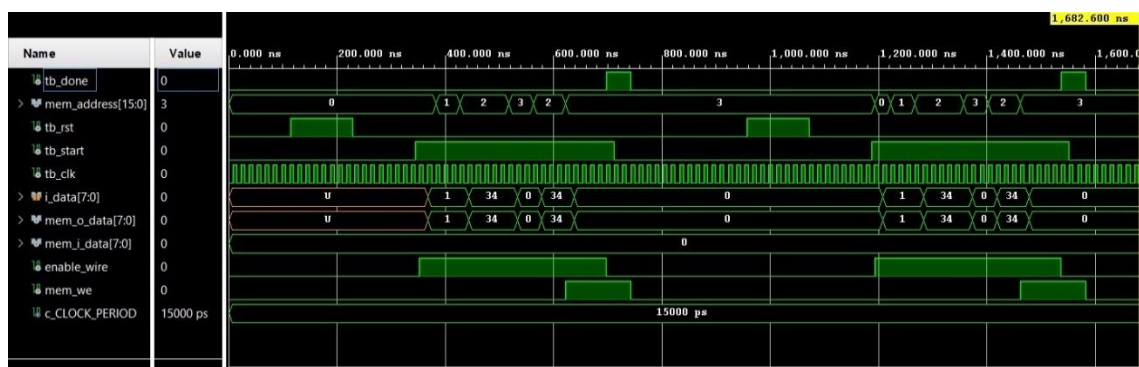 1,682.600 ns
Name Value 0.000 ns 200.000 ns 400.000 ns 600.000 ns 800.000 ns 1,000.000 ns 1,200.000 ns 1,400.000 ns 1,600.
tb_done 0
mem_address[15:0] 3 0 1 2 3 2 3 0 1 2 3 2 3
tb_rst 0
tb_start 0
tb_clk 0
i_data[7:0] 0 U 1 34 0 34 0 1 34 0 34 0
mem_o_data[7:0] 0 U 1 34 0 34 0 1 34 0 34 0
mem_i_data[7:0] 0 0
enable_wire 0
mem_we 0
c_CLOCK_PERIOD 15000 ps 15000 ps